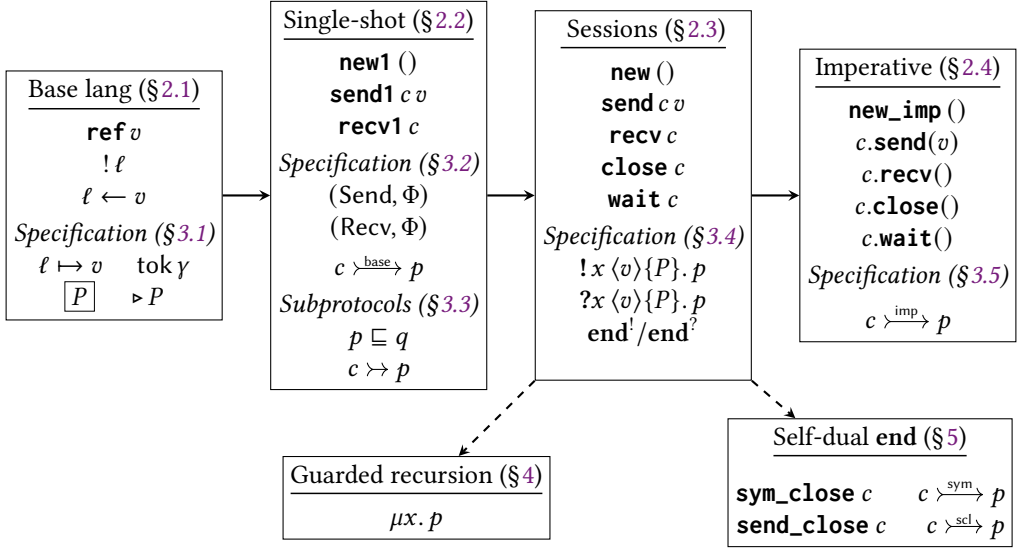 Base lang (§2.1)
ref v
! ℓ
ℓ ← v
Specification (§3.1)
ℓ ↦ v tok γ
P ▹ P
Single-shot (§2.2)
new1 ()
send1 c v
recv1 c
Specification (§3.2)
(Send, Φ)
(Recv, Φ)
c ↣ base p
Subprotocols (§3.3)
p ⊑ q
c ↣ p
Sessions (§2.3)
new ()
send c v
recv c
close c
wait c
Specification (§3.4)
! x ⟨v⟩{P}. p
?x ⟨v⟩{P}. p
end!/end?
Imperative (§2.4)
new_imp ()
c.send(v)
c.recv()
c.close()
c.wait()
Specification (§3.5)
c ↣ imp p
Guarded recursion (§4)
μx. p
Self-dual end (§5)
sym_close c c ↣ sym p
send_close c c ↣ scl p